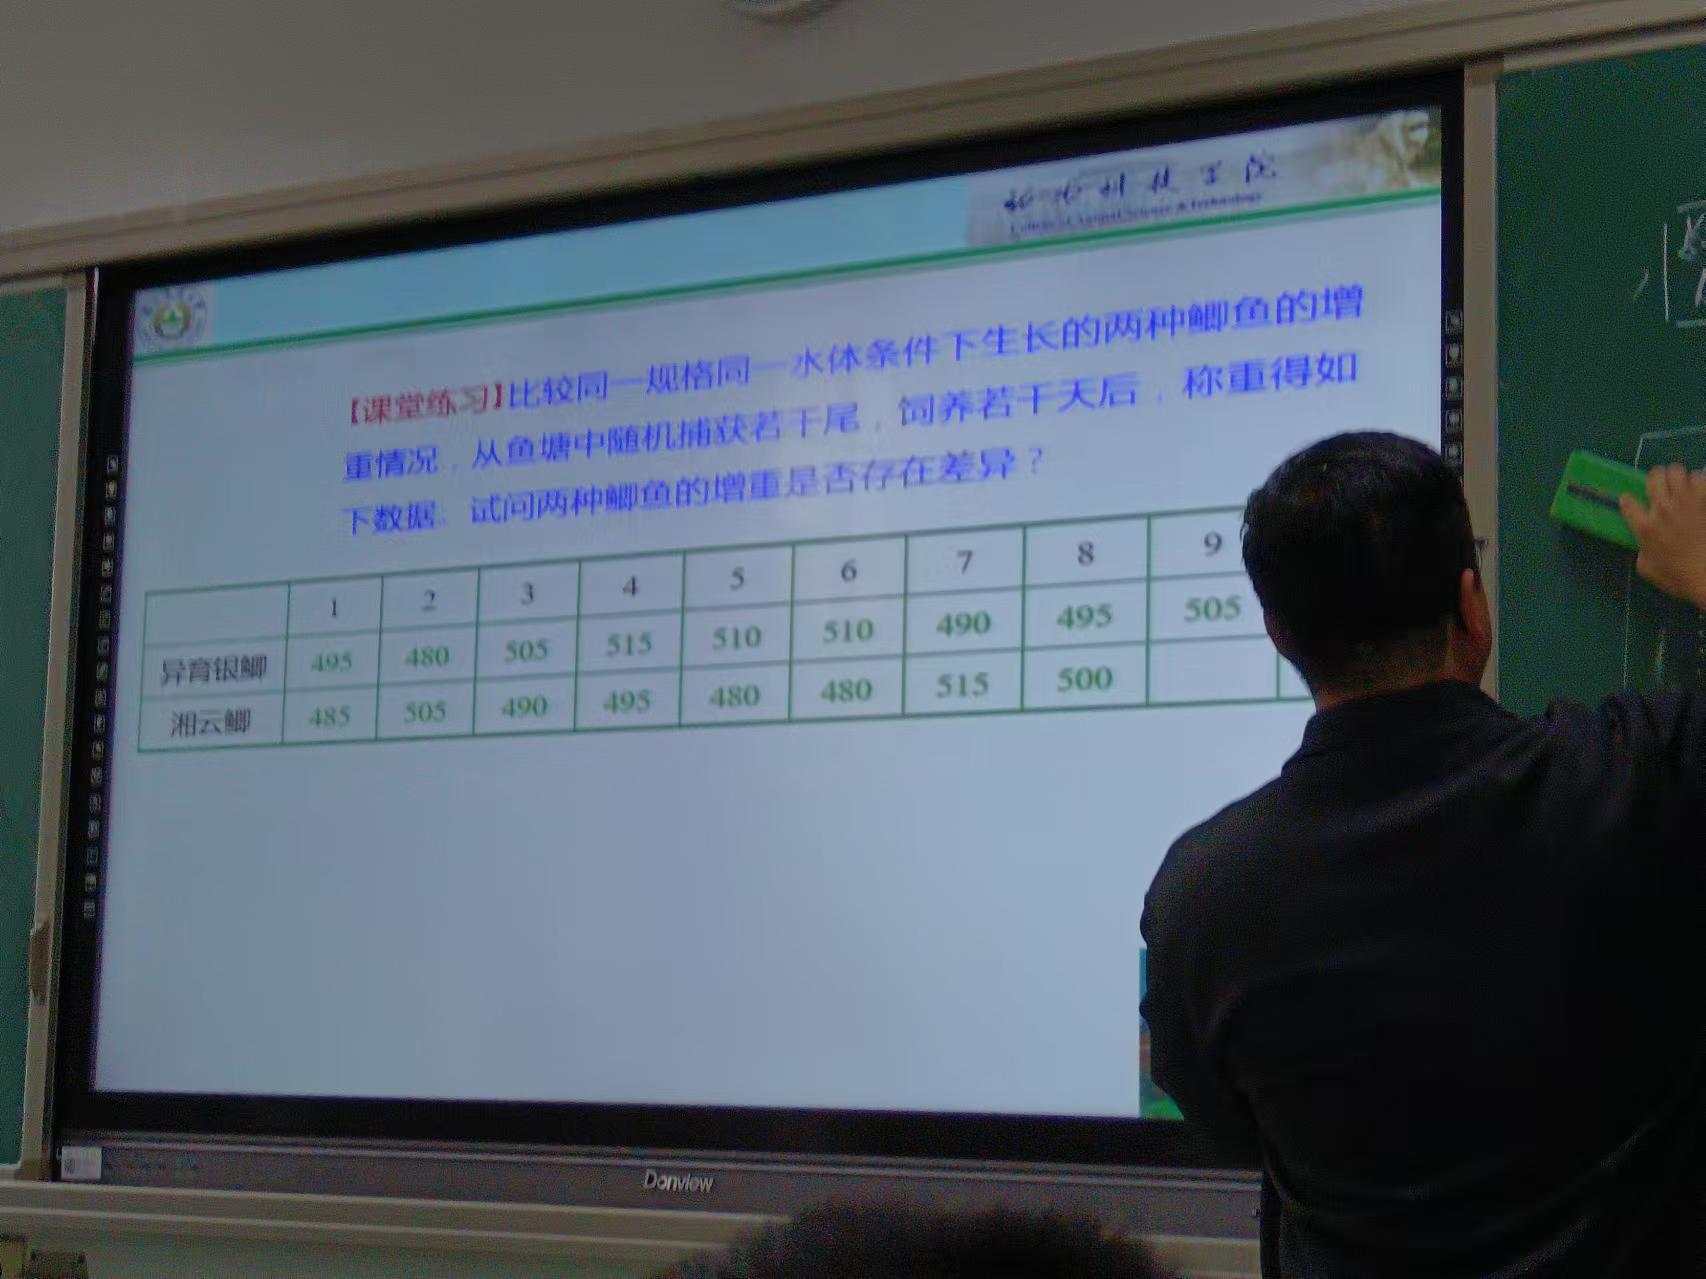 【课堂练习】比较同一规格同一水体条件下生长的两种鲫鱼的增
重情况，从鱼塘中随机捕获若干尾，饲养若干天后，称重得如
下数据。试问两种鲫鱼的增重是否存在差异？
1 2 3 4 5 6 7 8 9
异育银鲫 495 480 505 515 510 510 490 495 505
湘云鲫 485 505 490 495 480 480 515 500
Donview